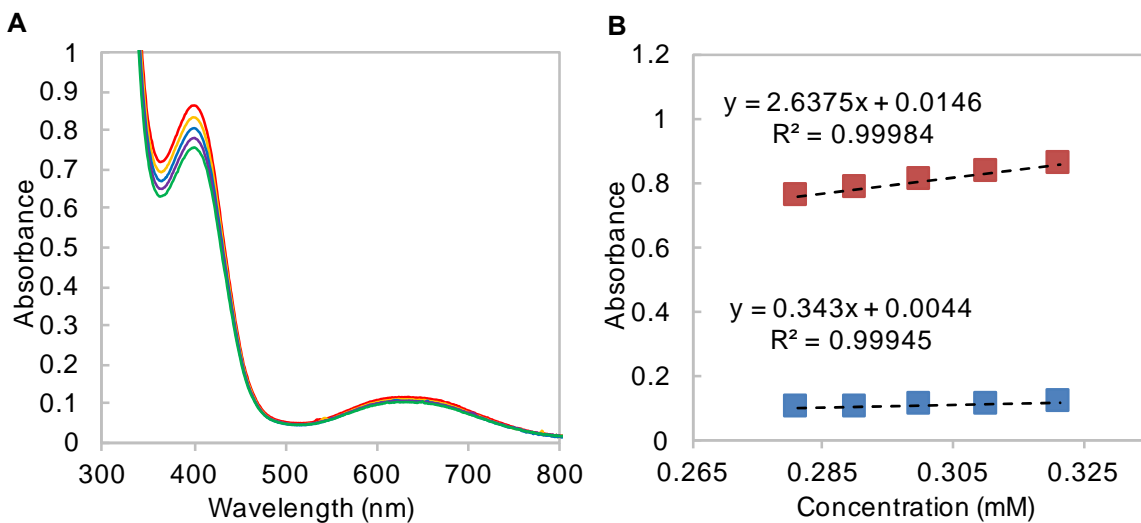 A
1
0.9
0.8
0.7
0.6
0.5
0.4
0.3
0.2
0.1
0
300 400 500 600 700 800
Absorbance
Wavelength (nm)
B
1.2
1
0.8
0.6
0.4
0.2
0
0.265 0.285 0.305 0.325
Absorbance
Concentration (mM)
y = 2.6375x + 0.0146
R² = 0.99984
y = 0.343x + 0.0044
R² = 0.99945